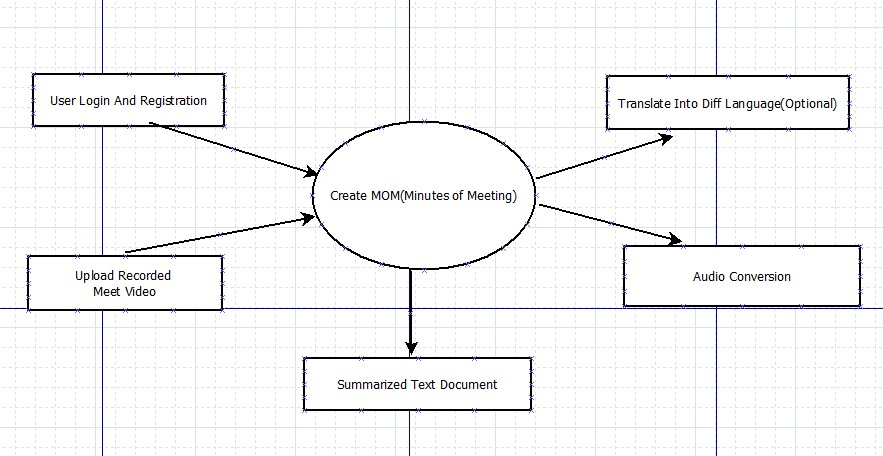 User Login And Registration
Translate Into Diff Language(Optional)
Create MOM(Minutes of Meeting)
Upload Recorded
Meet Video
Audio Conversion
Summarized Text Document